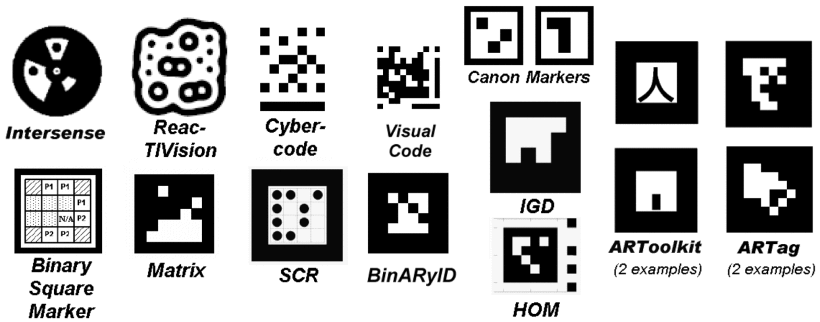 Intersense
Reac-
TIVision
Cyber-
code
Visual
Code
Canon Markers
人
P1 P1
P1
N/A P2
P2 P2
Binary
Square
Marker
Matrix
SCR
BinARyID
IGD
HOM
ARToolkit
(2 examples)
ARTag
(2 examples)